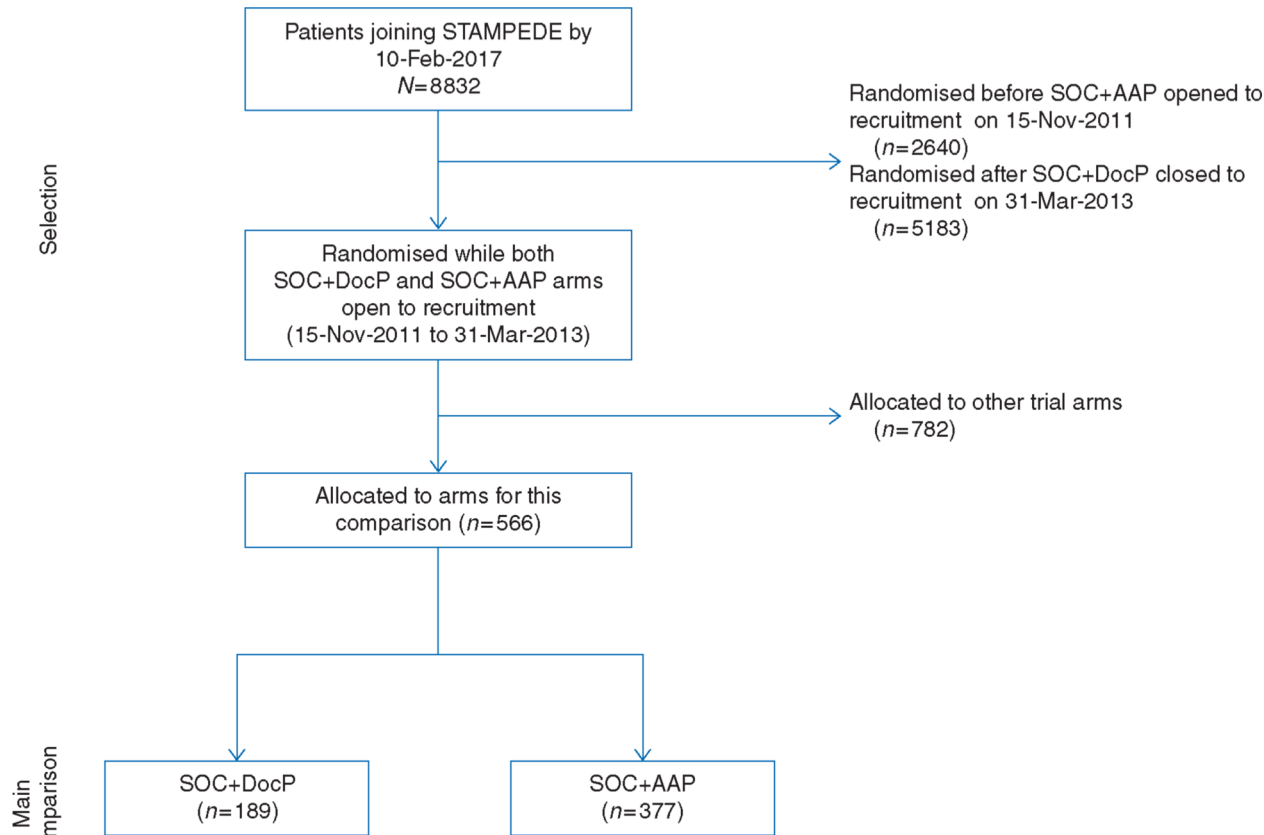 Patients joining STAMPEDE by
10-Feb-2017
N=8832
Randomised before SOC+AAP opened to
recruitment on 15-Nov-2011
(n=2640)
Randomised after SOC+DocP closed to
recruitment on 31-Mar-2013
(n=5183)
Selection
Randomised while both
SOC+DocP and SOC+AAP arms
open to recruitment
(15-Nov-2011 to 31-Mar-2013)
Allocated to other trial arms
(n=782)
Allocated to arms for this
comparison (n=566)
Main
mparison
SOC+DocP
(n=189)
SOC+AAP
(n=377)